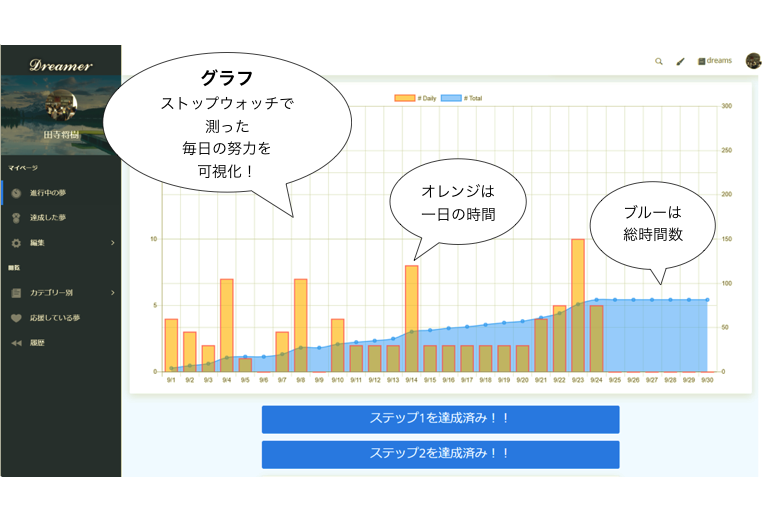 Dreamer
dreams
田寺将樹
マイページ
進行中の夢
達成した夢
編集
閲覧
カテゴリー別
応援している夢
履歴
グラフ
ストップウォッチで
測った
毎日の努力を
可視化！
# Daily # Total
オレンジは
一日の時間
ブルーは
総時間数
10
5
0
300
250
200
150
100
50
0
9/1 9/2 9/3 9/4 9/5 9/6 9/7 9/8 9/9 9/10 9/11 9/12 9/13 9/14 9/15 9/16 9/17 9/18 9/19 9/20 9/21 9/22 9/23 9/24 9/25 9/26 9/27 9/28 9/29 9/30
ステップ1を達成済み！！
ステップ2を達成済み！！